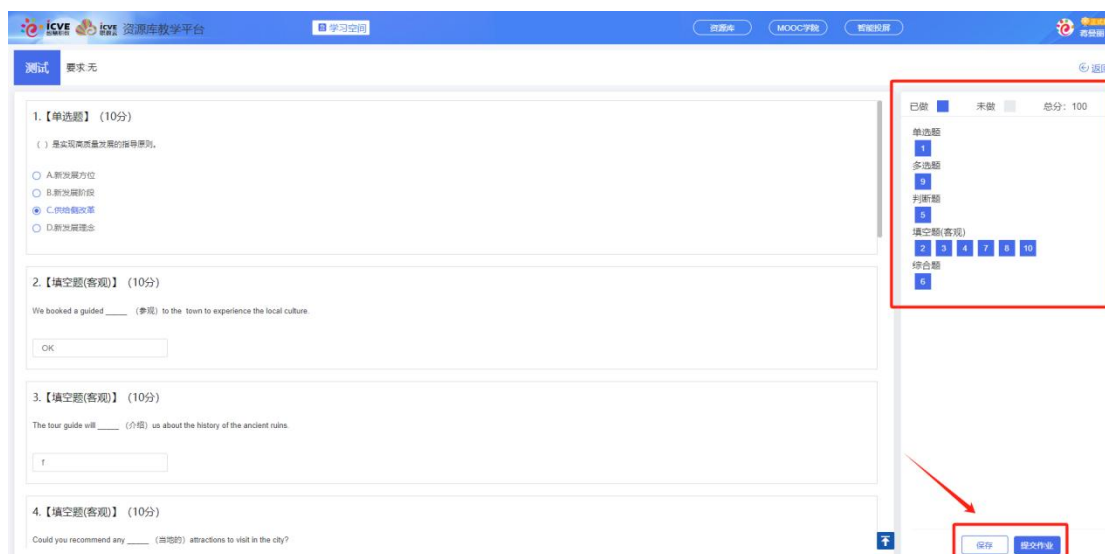 icve 智慧职教 icve 职教云 资源库教学平台 学习空间 资源库 MOOC学院 智能投屏
测试 要求:无 返回
1.【单选题】 (10分)
( ) 是实现高质量发展的指导原则。
A.新发展方位
B.新发展阶段
C.供给侧改革
D.新发展理念
2.【填空题(客观)】 (10分)
We booked a guided _____ (参观) to the town to experience the local culture.
OK
3.【填空题(客观)】 (10分)
The tour guide will _____ (介绍) us about the history of the ancient ruins.
f
4.【填空题(客观)】 (10分)
Could you recommend any _____ (当地的) attractions to visit in the city?
已做 未做 总分: 100
单选题
1
多选题
9
判断题
5
填空题(客观)
2 3 4 7 8 10
综合题
6
保存 提交作业